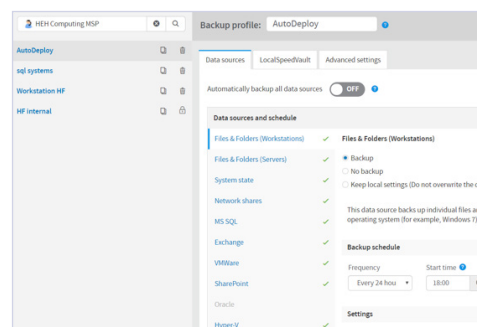 HEH Computing MSP
Backup profile: AutoDeploy
AutoDeploy
sql systems
Workstation HF
HF internal
Data sources LocalSpeedVault Advanced settings
Automatically backup all data sources OFF
Data sources and schedule
Files & Folders (Workstations)
Files & Folders (Servers)
System state
Network shares
MS SQL
Exchange
VMWare
SharePoint
Oracle
Hyper-V
Files & Folders (Workstations)
Backup
No backup
Keep local settings (Do not overwrite the
This data source backs up individual files
operating system (for example, Windows 7)
Backup schedule
Frequency Start time
Every 24 hou 18:00
Settings